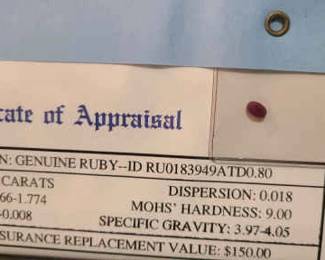 cate of Appraisal
N: GENUINE RUBY--ID RU0183949ATD0.80
CARATS
DISPERSION: 0.018
66-1.774
MOHS' HARDNESS: 9.00
-0.008
SPECIFIC GRAVITY: 3.97-4.05
SURANCE REPLACEMENT VALUE: $150.00